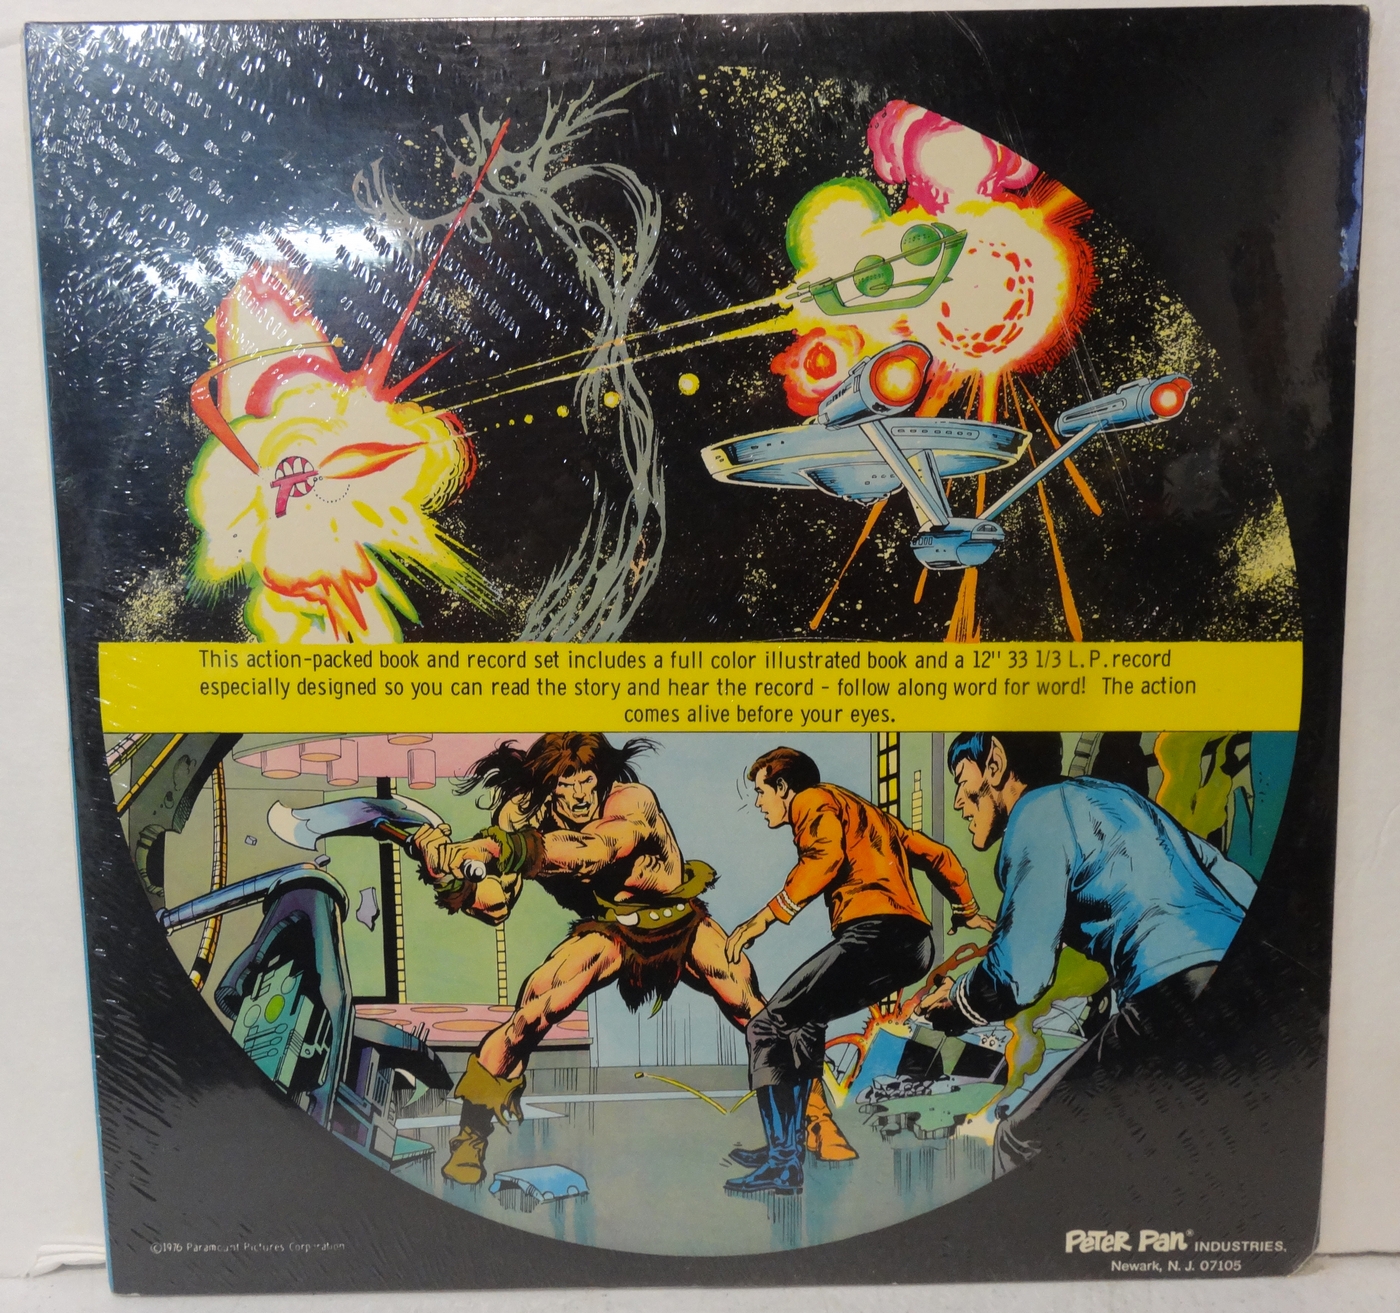 This action-packed book and record set includes a full color illustrated book and a 12" 33 1/3 L.P. record
especially designed so you can read the story and hear the record - follow along word for word! The action
comes alive before your eyes.
©1976 Paramount Pictures Corporation
PETER PAN® INDUSTRIES,
Newark, N. J. 07105